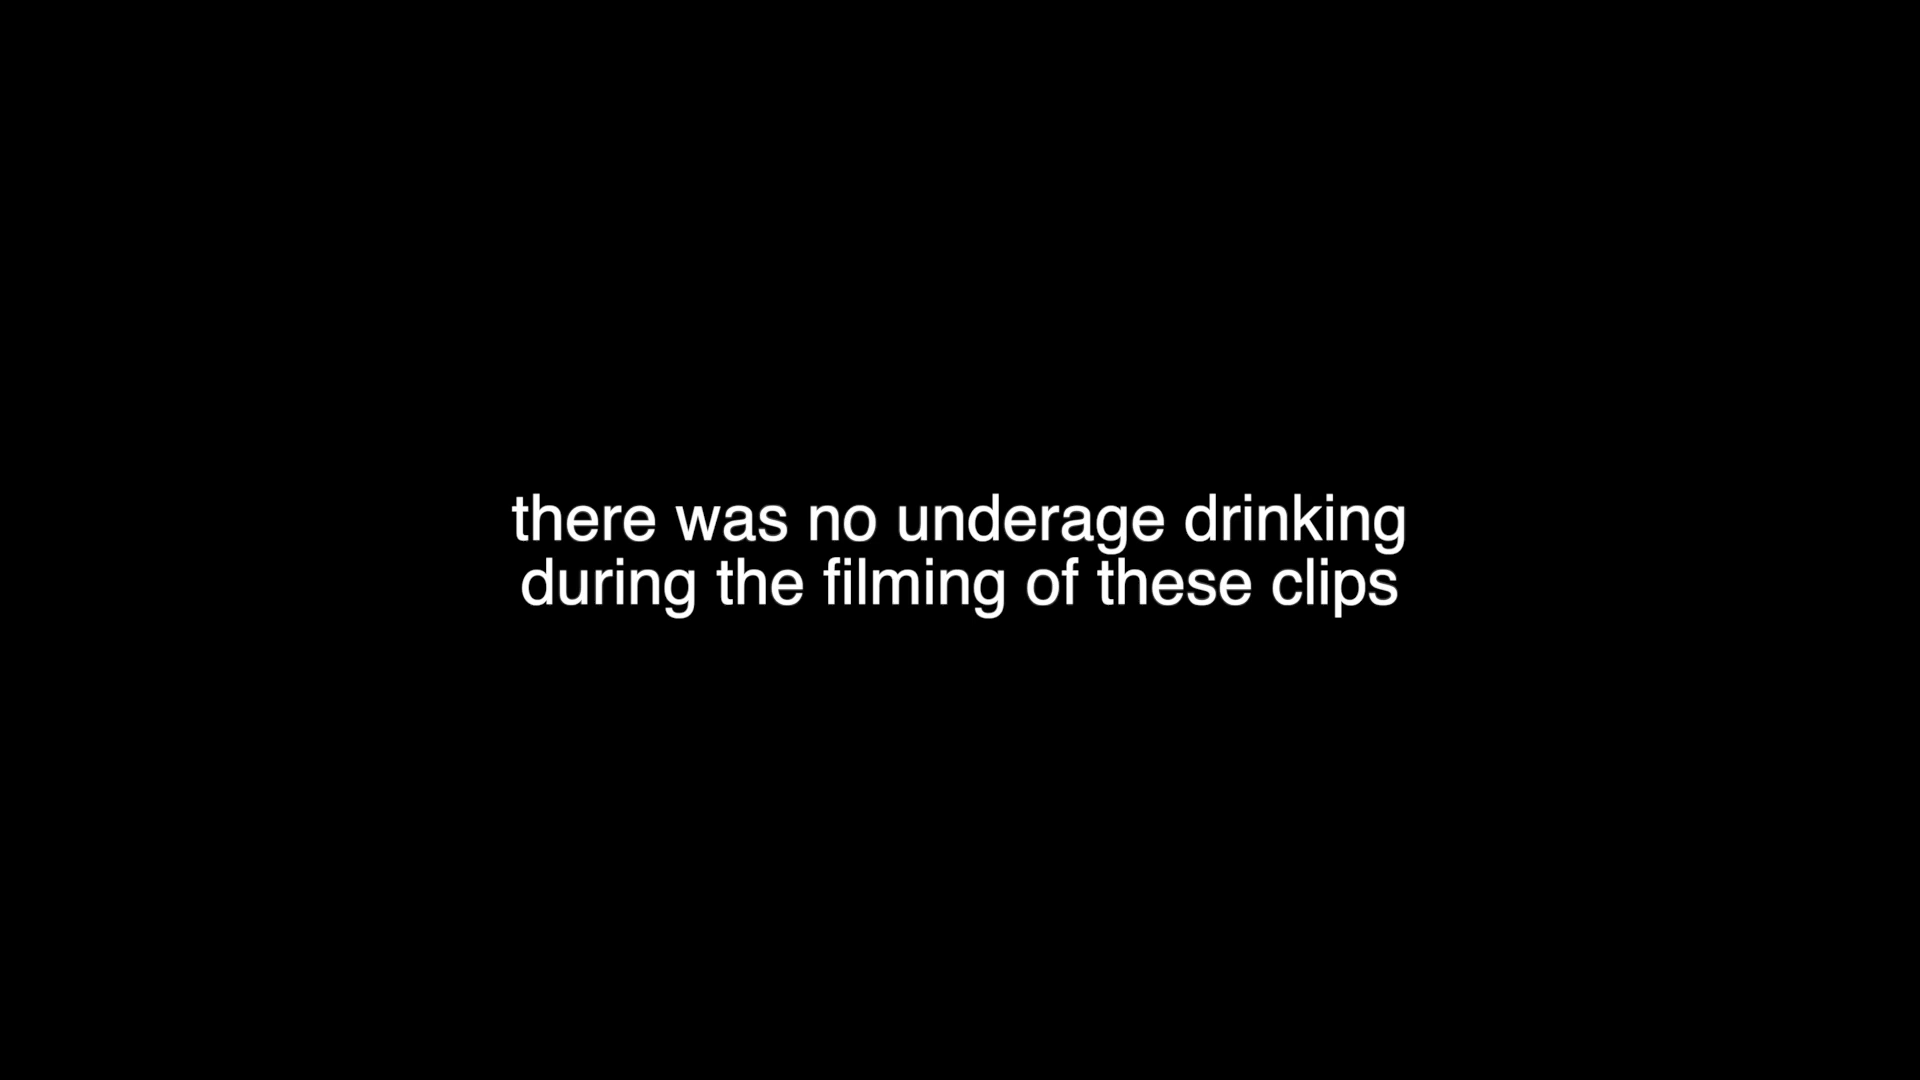 there was no underage drinking
during the filming of these clips